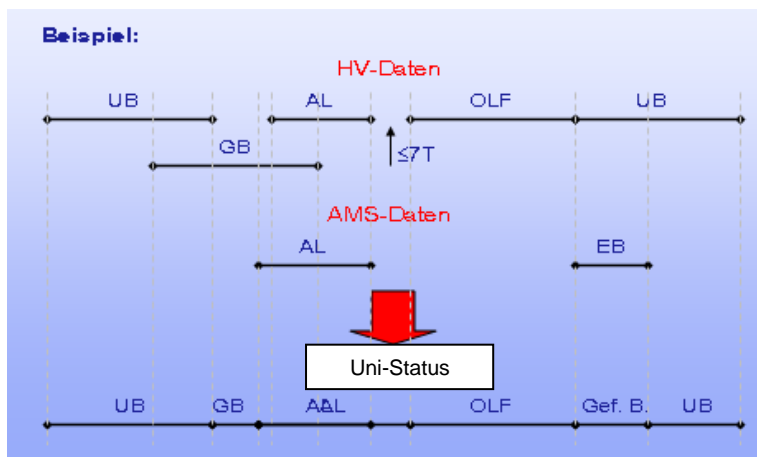 Beispiel:
HV-Daten
UB AL OLF UB
GB ≤7T
AMS-Daten
AL EB
Uni-Status
UB GB AL OLF Gef. B. UB